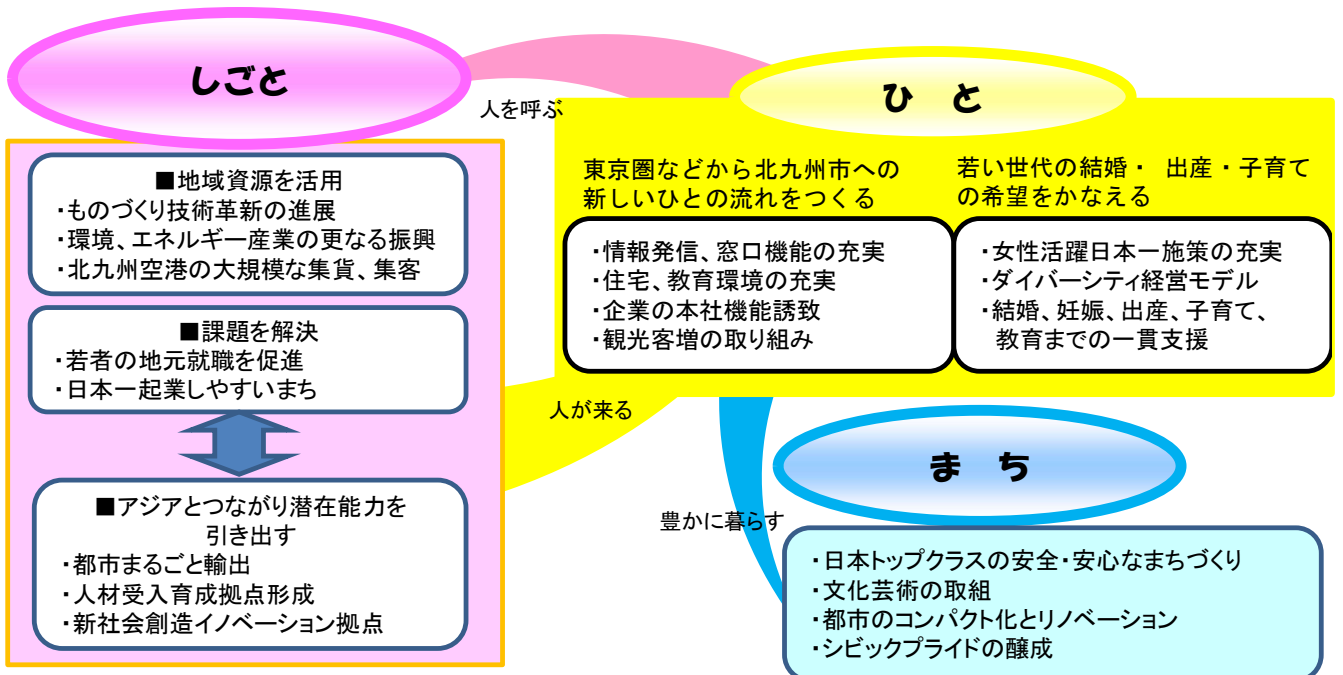 しごと
人を呼ぶ
■地域資源を活用
・ものづくり技術革新の進展
・環境、エネルギー産業の更なる振興
・北九州空港の大規模な集貨、集客
■課題を解決
・若者の地元就職を促進
・日本一起業しやすいまち
■アジアとつながり潜在能力を
引き出す
・都市まるごと輸出
・人材受入育成拠点形成
・新社会創造イノベーション拠点
ひ と
東京圏などから北九州市への
新しいひとの流れをつくる
・情報発信、窓口機能の充実
・住宅、教育環境の充実
・企業の本社機能誘致
・観光客増の取り組み
若い世代の結婚・ 出産・子育て
の希望をかなえる
・女性活躍日本一施策の充実
・ダイバーシティ経営モデル
・結婚、妊娠、出産、子育て、
教育までの一貫支援
人が来る
豊かに暮らす
ま ち
・日本トップクラスの安全・安心なまちづくり
・文化芸術の取組
・都市のコンパクト化とリノベーション
・シビックプライドの醸成